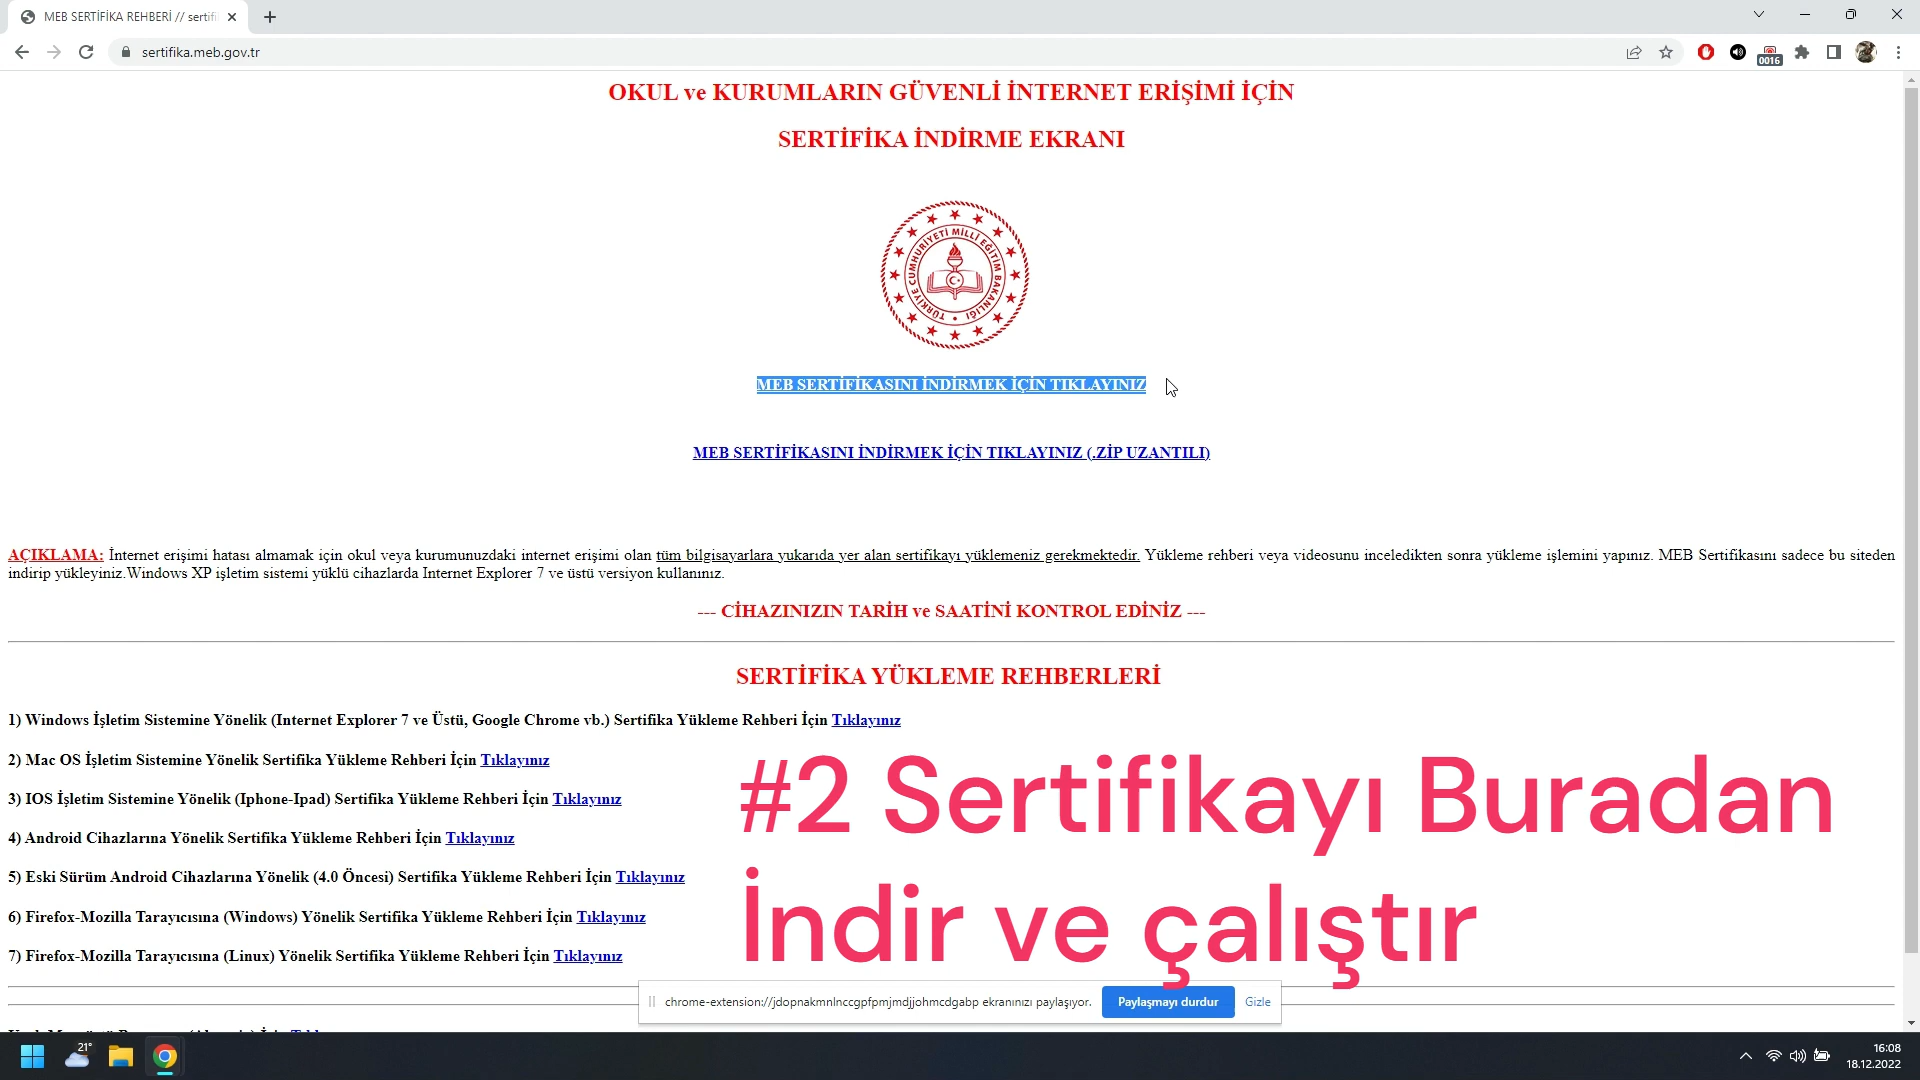 MEB SERTİFİKA REHBERİ // sertifi
sertifika.meb.gov.tr
0016
OKUL ve KURUMLARIN GÜVENLİ İNTERNET ERİŞİMİ İÇİN
SERTİFİKA İNDİRME EKRANI
TÜRKİYE CUMHURİYETİ MİLLİ EĞİTİM BAKANLIĞI
MEB SERTİFİKASINI İNDİRMEK İÇİN TIKLAYINIZ
MEB SERTİFİKASINI İNDİRMEK İÇİN TIKLAYINIZ (.ZİP UZANTILI)
AÇIKLAMA: İnternet erişimi hatası almamak için okul veya kurumunuzdaki internet erişimi olan tüm bilgisayarlara yukarıda yer alan sertifikayı yüklemeniz gerekmektedir. Yükleme rehberi veya videosunu inceledikten sonra yükleme işlemini yapınız. MEB Sertifikasını sadece bu siteden
indirip yükleyiniz.Windows XP işletim sistemi yüklü cihazlarda Internet Explorer 7 ve üstü versiyon kullanınız.
--- CİHAZINIZIN TARİH ve SAATİNİ KONTROL EDİNİZ ---
SERTİFİKA YÜKLEME REHBERLERİ
1) Windows İşletim Sistemine Yönelik (Internet Explorer 7 ve Üstü, Google Chrome vb.) Sertifika Yükleme Rehberi İçin Tıklayınız
2) Mac OS İşletim Sistemine Yönelik Sertifika Yükleme Rehberi İçin Tıklayınız
3) IOS İşletim Sistemine Yönelik (Iphone-Ipad) Sertifika Yükleme Rehberi İçin Tıklayınız
4) Android Cihazlarına Yönelik Sertifika Yükleme Rehberi İçin Tıklayınız
5) Eski Sürüm Android Cihazlarına Yönelik (4.0 Öncesi) Sertifika Yükleme Rehberi İçin Tıklayınız
6) Firefox-Mozilla Tarayıcısına (Windows) Yönelik Sertifika Yükleme Rehberi İçin Tıklayınız
7) Firefox-Mozilla Tarayıcısına (Linux) Yönelik Sertifika Yükleme Rehberi İçin Tıklayınız
#2 Sertifikayı Buradan
İndir ve çalıştır
chrome-extension://jdopnakmnlnccgpfpmjmdjjohmcdgabp ekranınızı paylaşıyor. Paylaşmayı durdur Gizle
21°
16:08
18.12.2022